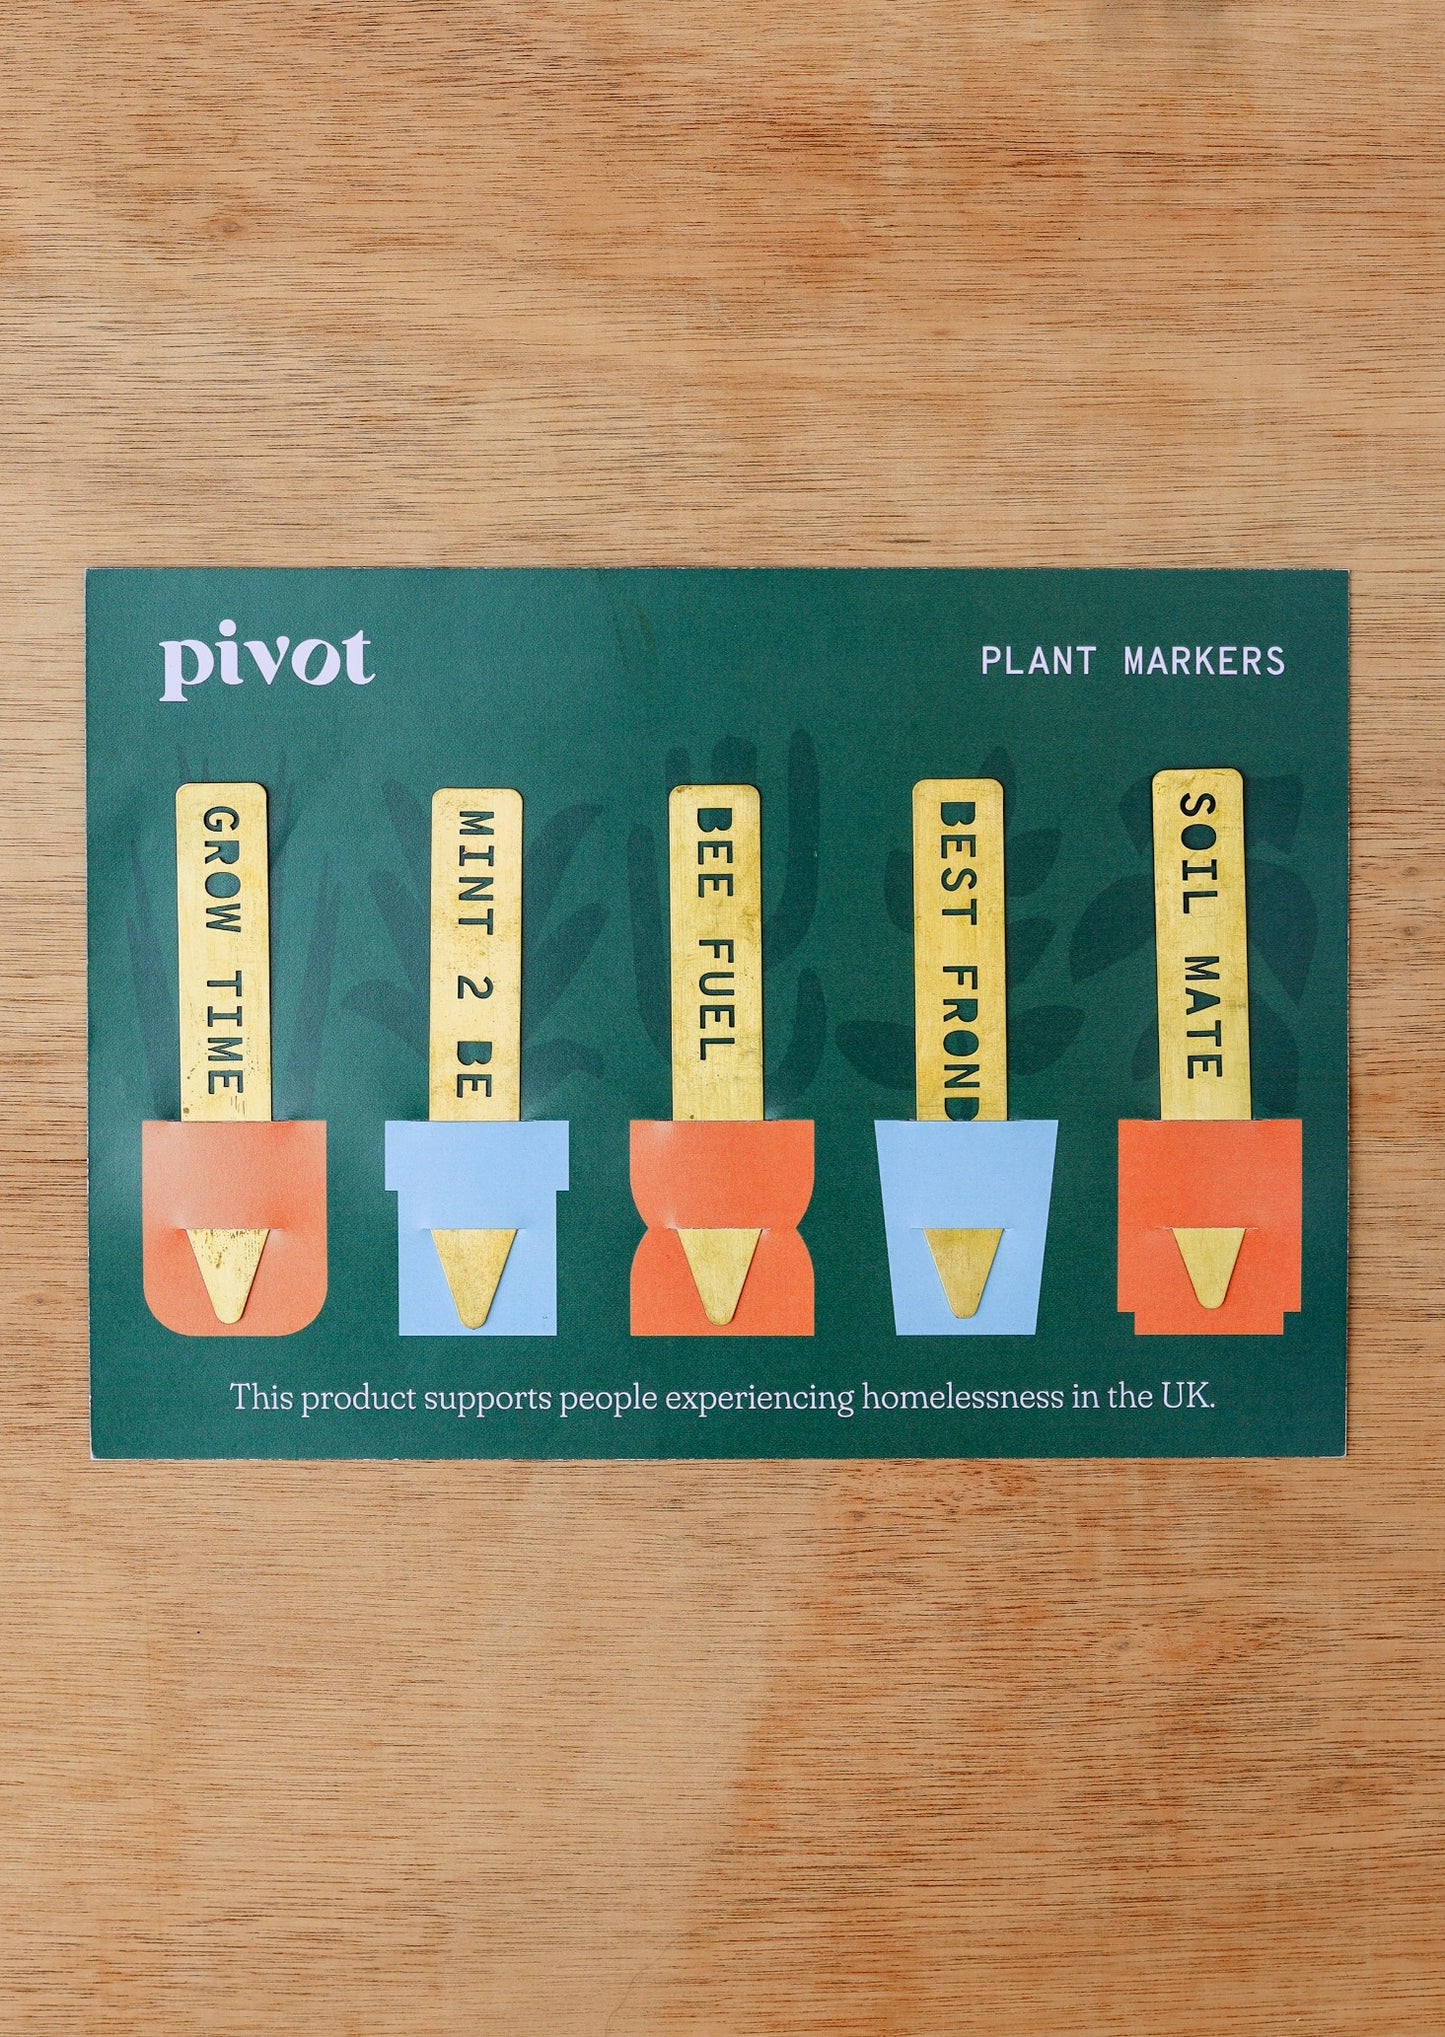 pivot
PLANT MARKERS
GROW TIME
MINT 2 BE
BEE FUEL
BEST FROND
SOIL MATE
This product supports people experiencing homelessness in the UK.